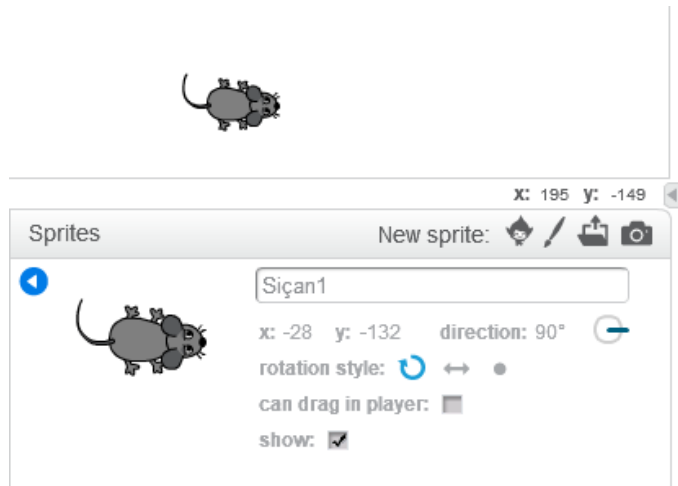 x: 195 y: -149
Sprites New sprite:
Siçan1
x: -28 y: -132 direction: 90°
rotation style:
can drag in player:
show: